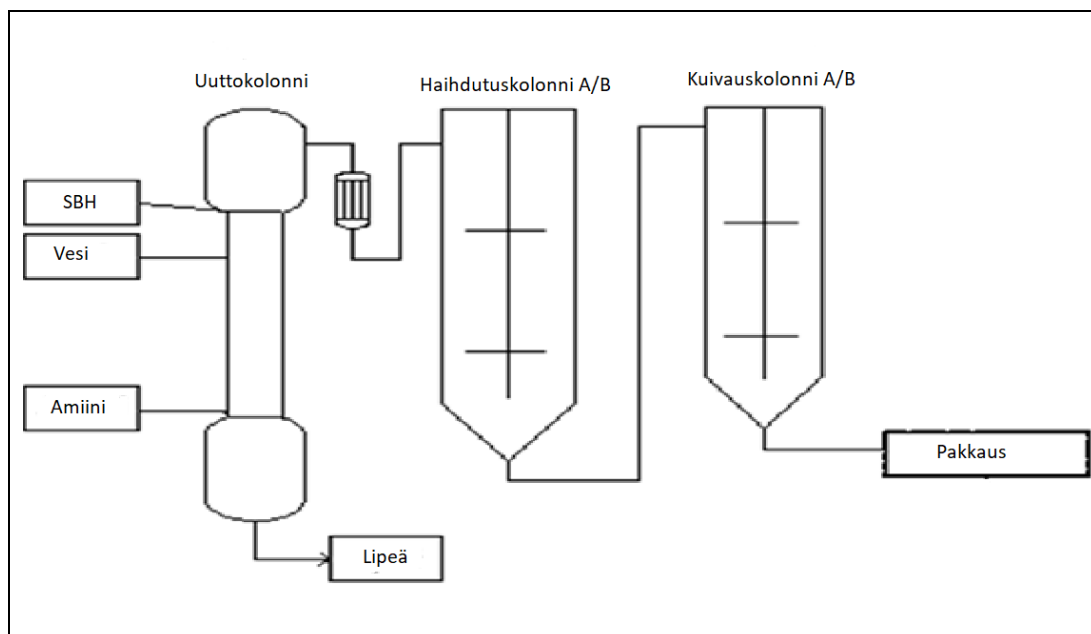 Uuttokolonni
Haihdutuskolonni A/B
Kuivauskolonni A/B
SBH
Vesi
Amiini
Pakkaus
Lipeä